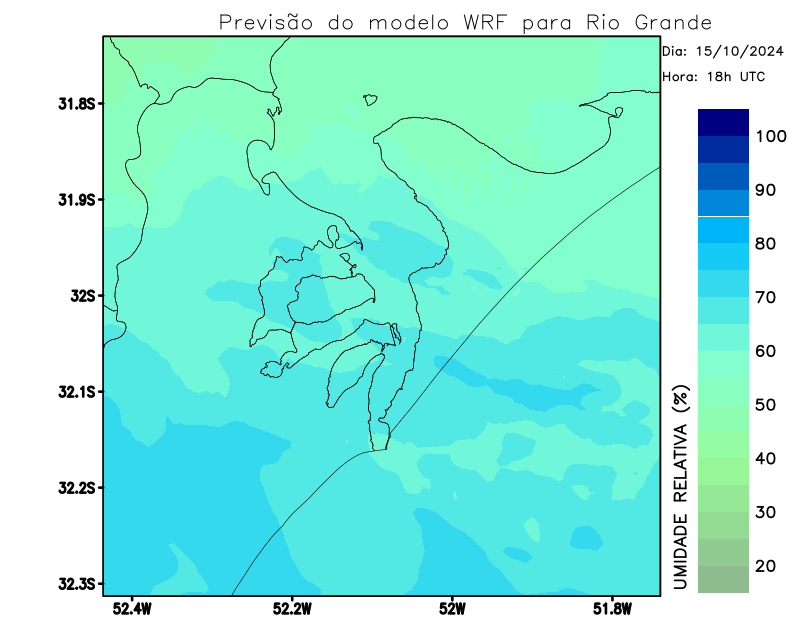 Previsão do modelo WRF para Rio Grande
Dia: 15/10/2024
Hora: 18h UTC
31.8S
31.9S
32S
32.1S
32.2S
32.3S
52.4W
52.2W
52W
51.8W
UMIDADE RELATIVA (%)
100
90
80
70
60
50
40
30
20